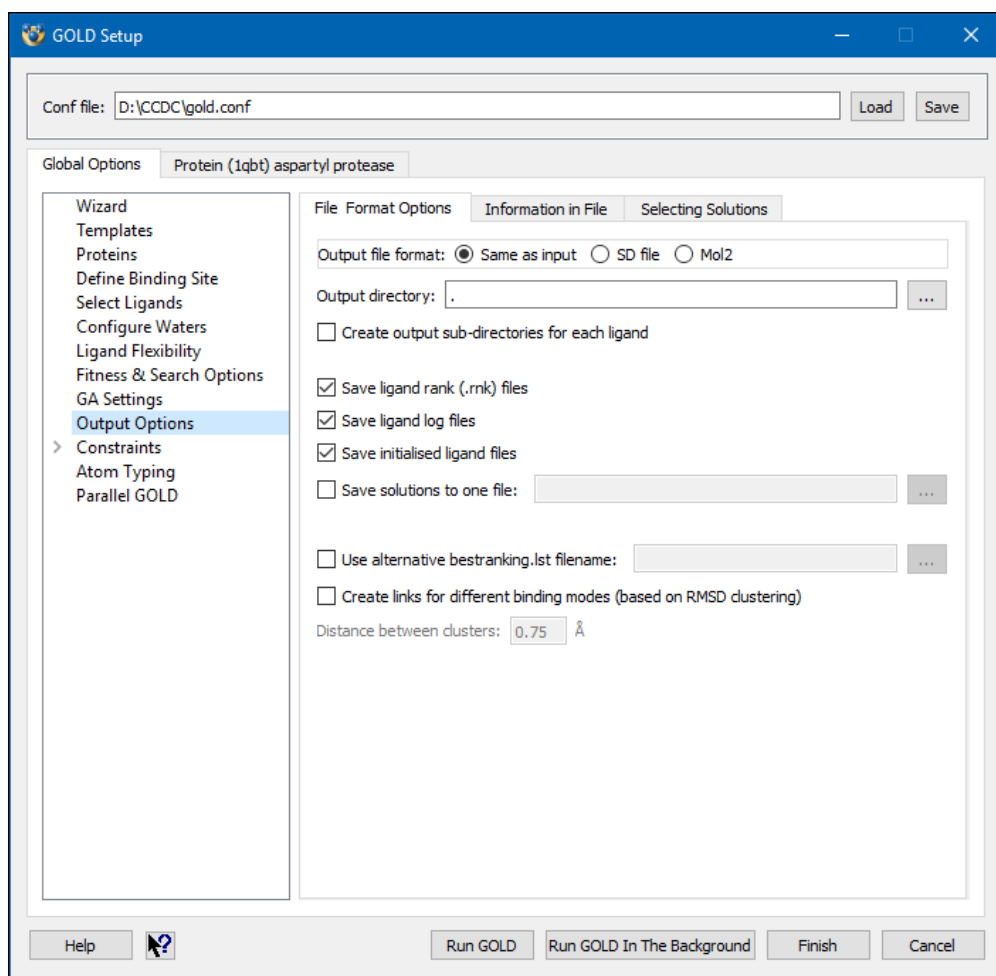 GOLD Setup
Conf file: D:\CCDC\gold.conf Load Save
Global Options Protein (1qbt) aspartyl protease
Wizard
Templates
Proteins
Define Binding Site
Select Ligands
Configure Waters
Ligand Flexibility
Fitness & Search Options
GA Settings
Output Options
Constraints
Atom Typing
Parallel GOLD
File Format Options Information in File Selecting Solutions
Output file format: Same as input SD file Mol2
Output directory: . ...
Create output sub-directories for each ligand
Save ligand rank (.rnk) files
Save ligand log files
Save initialised ligand files
Save solutions to one file: ...
Use alternative bestranking.lst filename: ...
Create links for different binding modes (based on RMSD clustering)
Distance between clusters: 0.75 Å
Help ? Run GOLD Run GOLD In The Background Finish Cancel